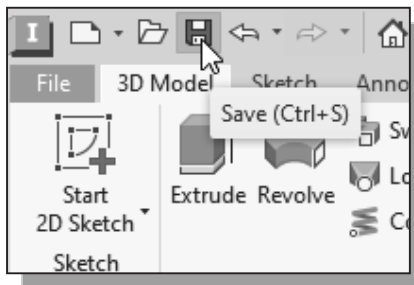 I
File 3D Model Sketch Anno
Save (Ctrl+S)
Start
2D Sketch
Extrude Revolve
Sw
Lo
Co
Sketch